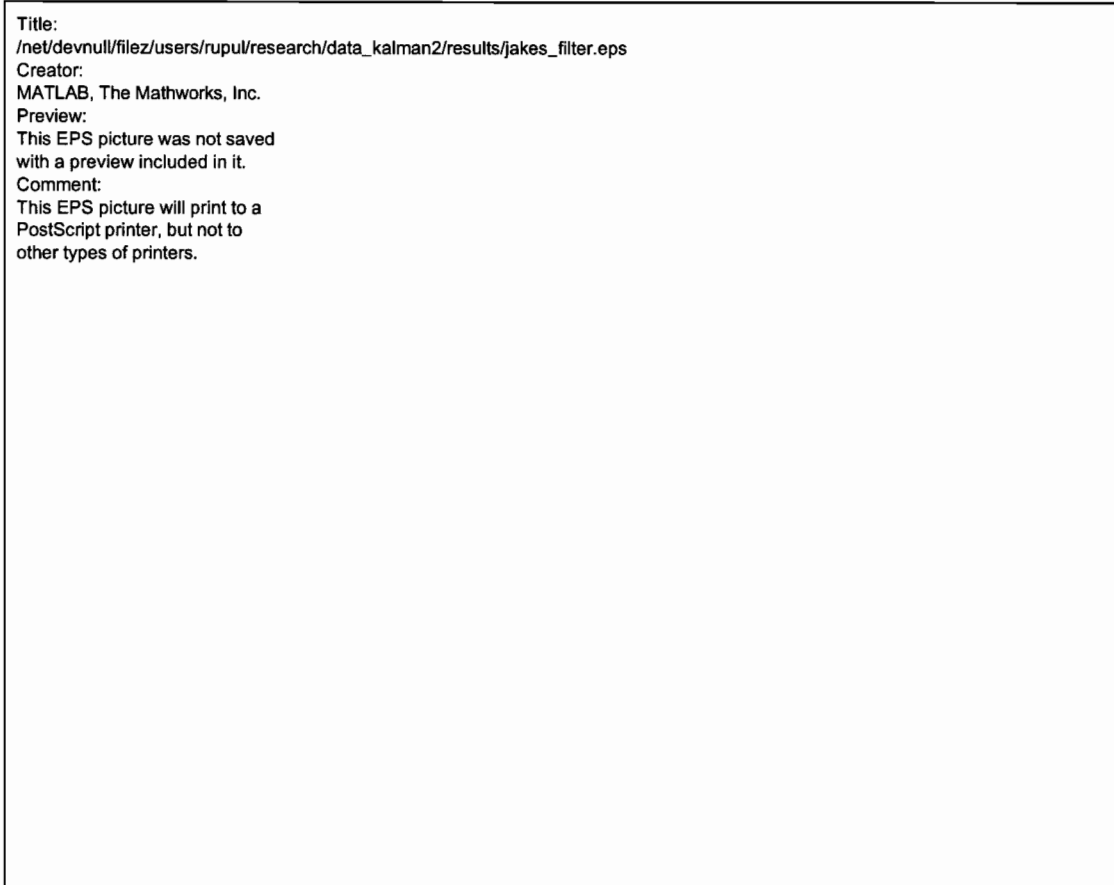 Title:
/net/devnull/filez/users/rupul/research/data_kalman2/results/jakes_filter.eps
Creator:
MATLAB, The Mathworks, Inc.
Preview:
This EPS picture was not saved
with a preview included in it.
Comment:
This EPS picture will print to a
PostScript printer, but not to
other types of printers.